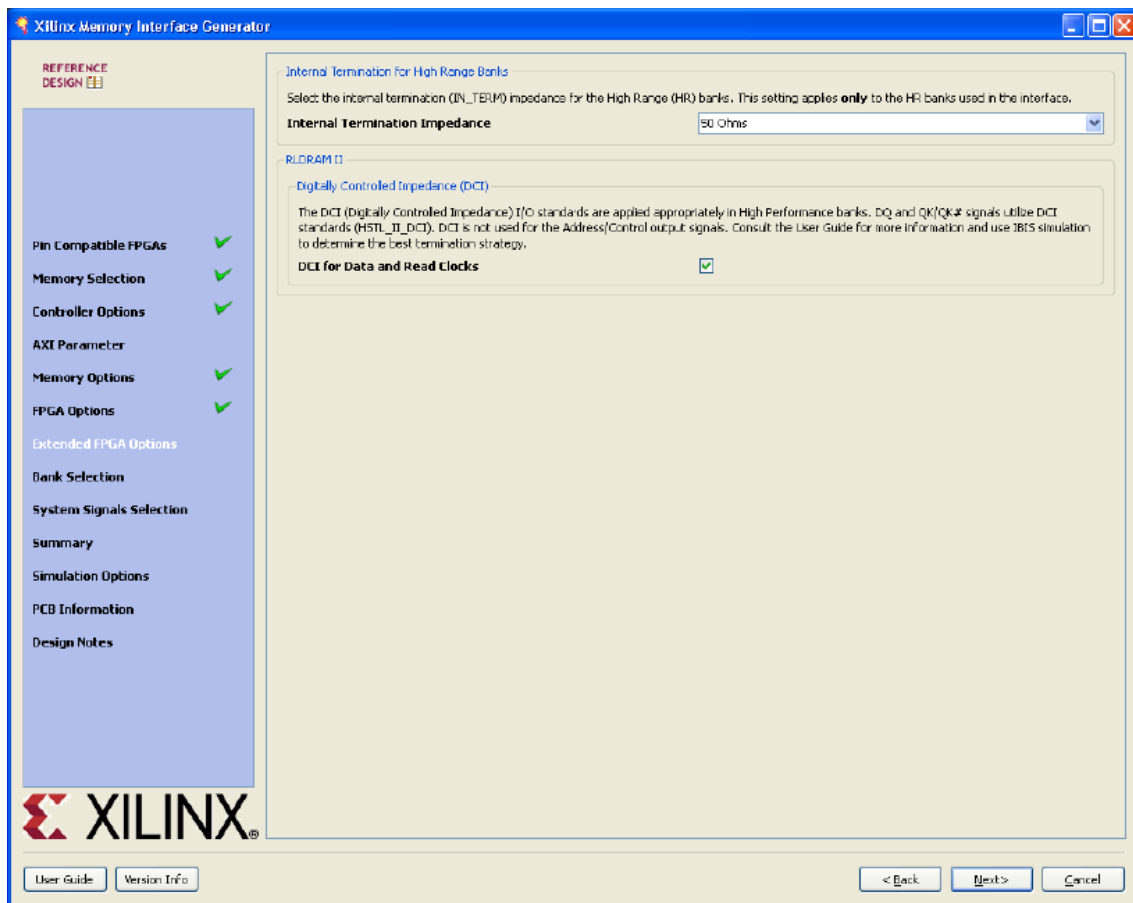 Xilinx Memory Interface Generator
REFERENCE
DESIGN
Pin Compatible FPGAs
Memory Selection
Controller Options
AXI Parameter
Memory Options
FPGA Options
Extended FPGA Options
Bank Selection
System Signals Selection
Summary
Simulation Options
PCB Information
Design Notes
XILINX®
Internal Termination for High Range Banks
Select the internal termination (IN_TERM) impedance for the High Range (HR) banks. This setting applies only to the HR banks used in the interface.
Internal Termination Impedance
50 Ohms
RLDRAM II
Digitally Controlled Impedance (DCI)
The DCI (Digitally Controlled Impedance) I/O standards are applied appropriately in High Performance banks. DQ and QK/QK# signals utilize DCI
standards (HSTL_II_DCI). DCI is not used for the Address/Control output signals. Consult the User Guide for more information and use IBIS simulation
to determine the best termination strategy.
DCI for Data and Read Clocks
User Guide
Version Info
< Back
Next>
Cancel